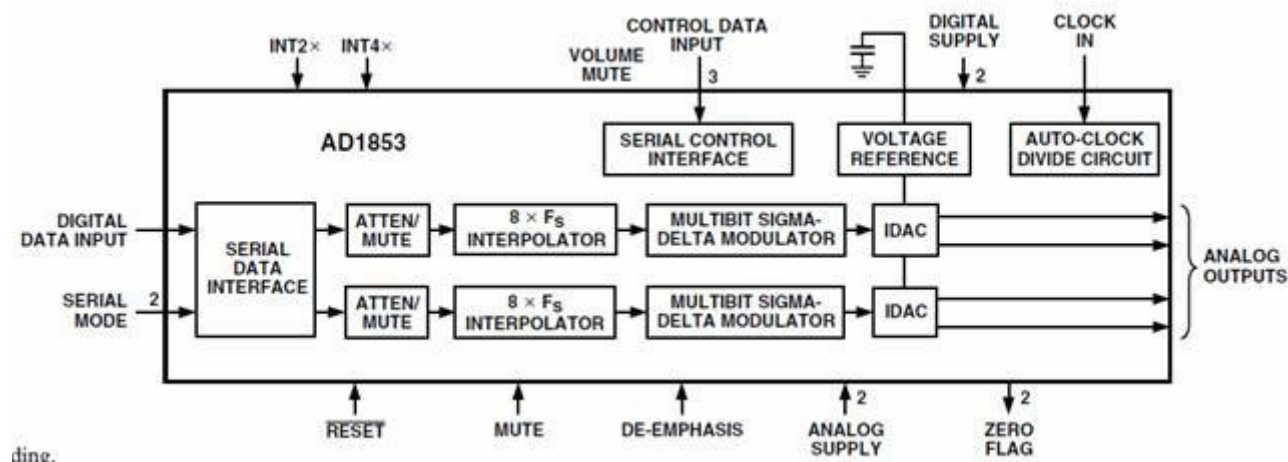 CONTROL DATA
INPUT
DIGITAL
SUPPLY
CLOCK
IN
INT2×
INT4×
VOLUME
MUTE
3
2
AD1853
SERIAL CONTROL
INTERFACE
VOLTAGE
REFERENCE
AUTO-CLOCK
DIVIDE CIRCUIT
DIGITAL
DATA INPUT
SERIAL
DATA
INTERFACE
ATTEN/
MUTE
8 × FS
INTERPOLATOR
MULTIBIT SIGMA-
DELTA MODULATOR
IDAC
ANALOG
OUTPUTS
SERIAL
MODE
2
ATTEN/
MUTE
8 × FS
INTERPOLATOR
MULTIBIT SIGMA-
DELTA MODULATOR
IDAC
RESET
MUTE
DE-EMPHASIS
ANALOG
SUPPLY
2
ZERO
FLAG
2
ding.